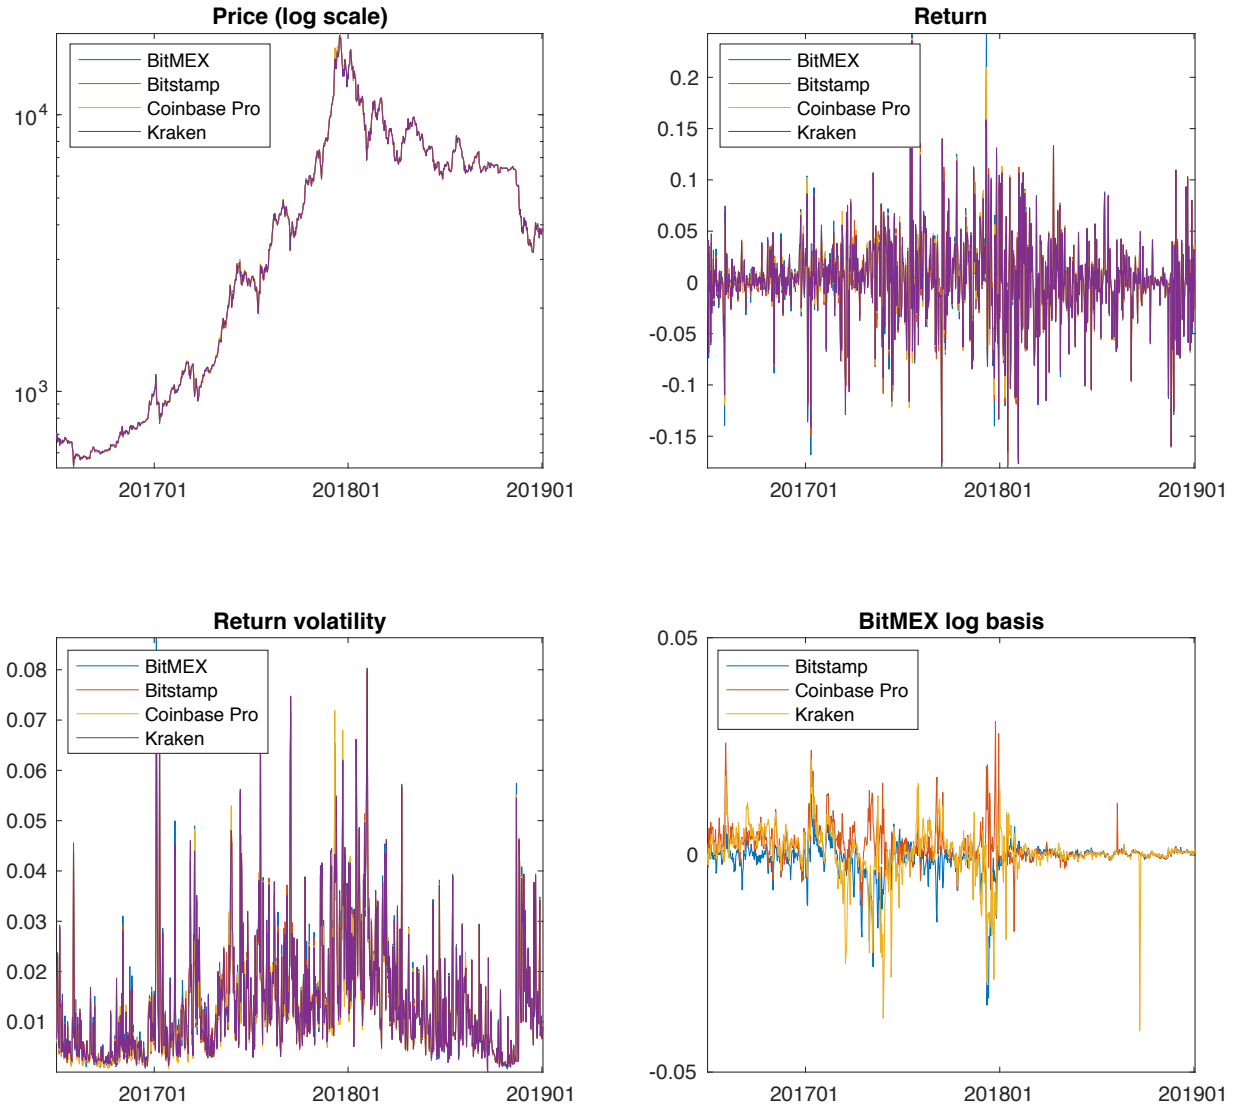 Price (log scale)
BitMEX
Bitstamp
Coinbase Pro
Kraken
10^4
10^3
201701 201801 201901
Return
BitMEX
Bitstamp
Coinbase Pro
Kraken
0.2
0.15
0.1
0.05
0
-0.05
-0.1
-0.15
201701 201801 201901
Return volatility
BitMEX
Bitstamp
Coinbase Pro
Kraken
0.08
0.07
0.06
0.05
0.04
0.03
0.02
0.01
201701 201801 201901
BitMEX log basis
0.05
Bitstamp
Coinbase Pro
Kraken
0
-0.05
201701 201801 201901